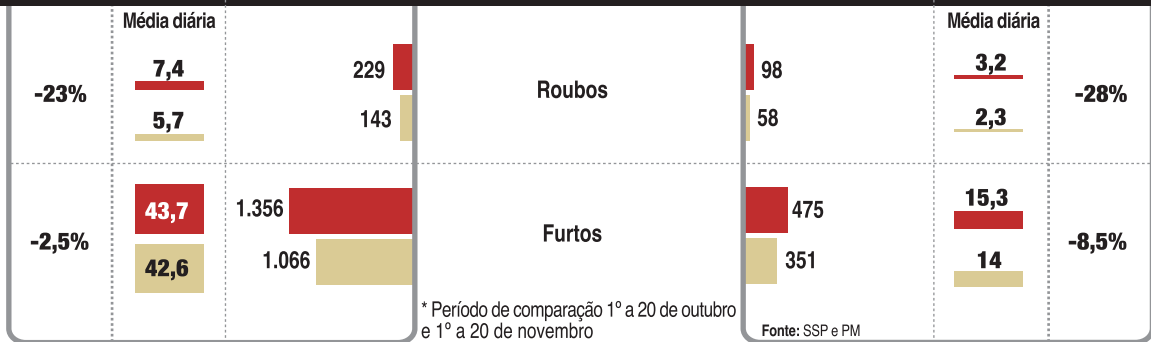 Média diária
Média diária
-23%
7,4
5,7
229
143
Roubos
98
58
3,2
2,3
-28%
-2,5%
43,7
42,6
1.356
1.066
Furtos
475
351
15,3
14
-8,5%
* Período de comparação 1º a 20 de outubro
e 1º a 20 de novembro
Fonte: SSP e PM